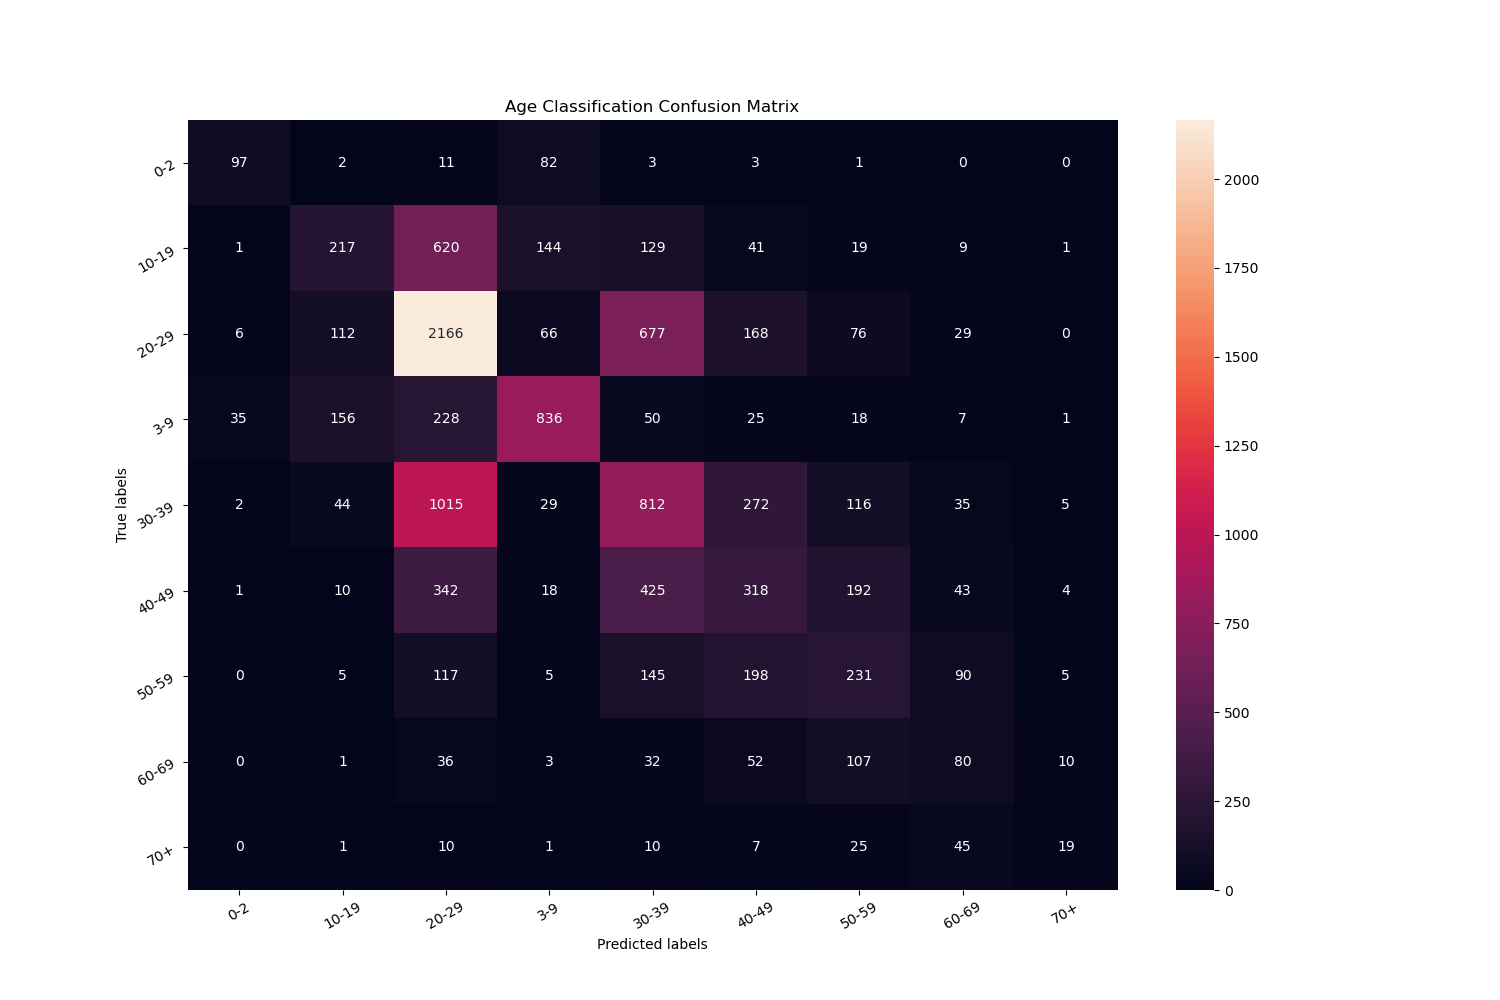 Age Classification Confusion Matrix
0-2 97 2 11 82 3 3 1 0 0
10-19 1 217 620 144 129 41 19 9 1
20-29 6 112 2166 66 677 168 76 29 0
3-9 35 156 228 836 50 25 18 7 1
30-39 2 44 1015 29 812 272 116 35 5
40-49 1 10 342 18 425 318 192 43 4
50-59 0 5 117 5 145 198 231 90 5
60-69 0 1 36 3 32 52 107 80 10
70+ 0 1 10 1 10 7 25 45 19
0-2 10-19 20-29 3-9 30-39 40-49 50-59 60-69 70+
Predicted labels
True labels
2000
1750
1500
1250
1000
750
500
250
0